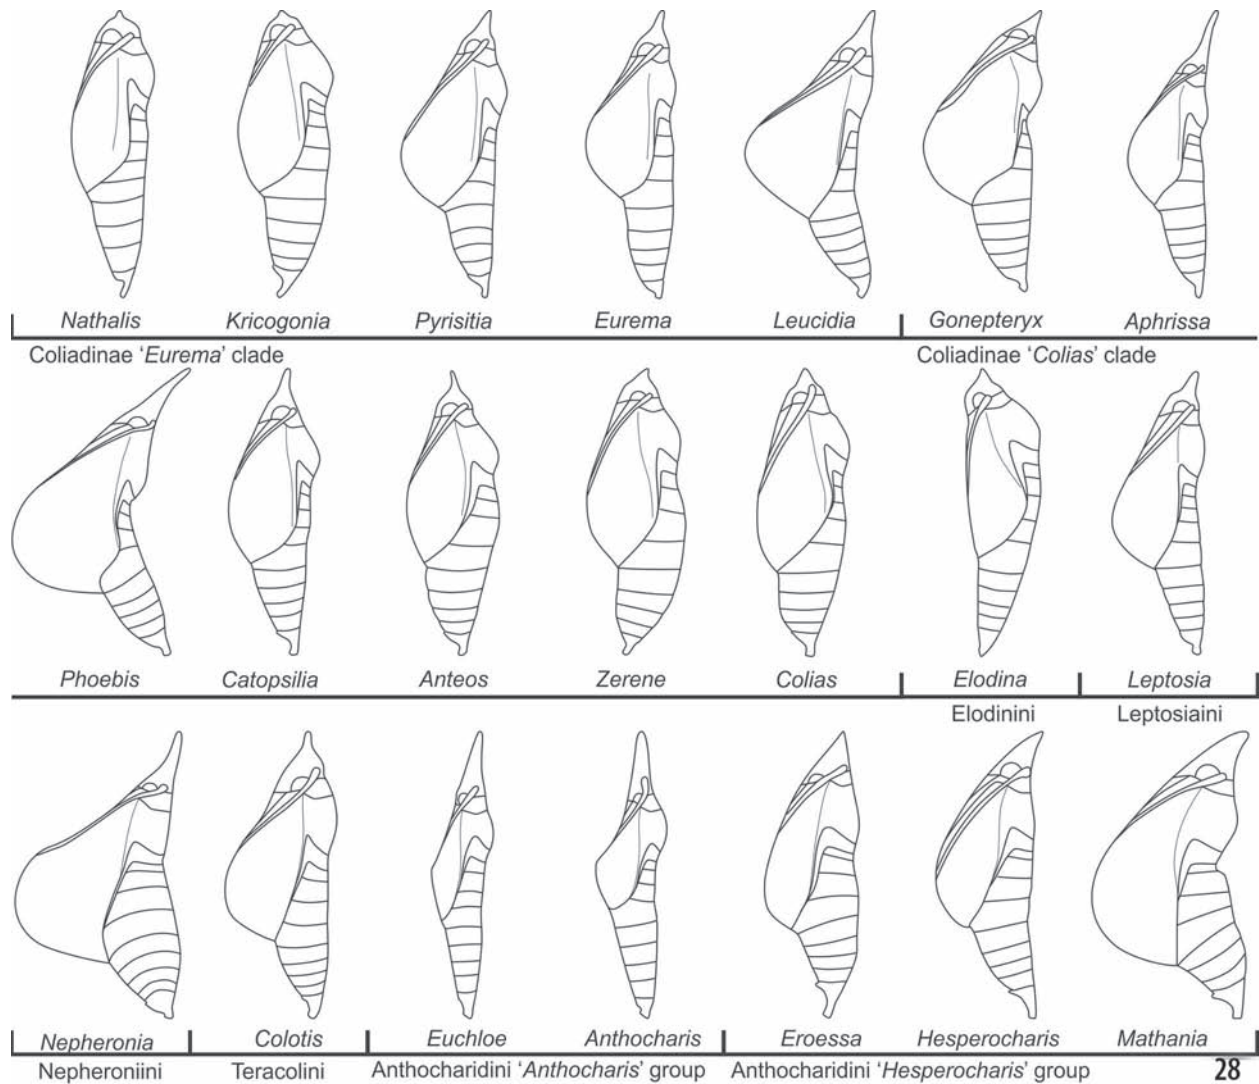 Nathalis Kricogonia Pyrisitia Eurema Leucidia Gonepteryx Aphrissa
Coliadinae ‘Eurema’ clade Coliadinae ‘Colias’ clade
Phoebis Catopsilia Anteos Zerene Colias Elodina Leptosia
Elodinini Leptosiaini
Nepheronia Colotis Euchloe Anthocharis Eroessa Hesperocharis Mathania
Nepheroniini Teracolini Anthocharidini ‘Anthocharis’ group Anthocharidini ‘Hesperocharis’ group 28